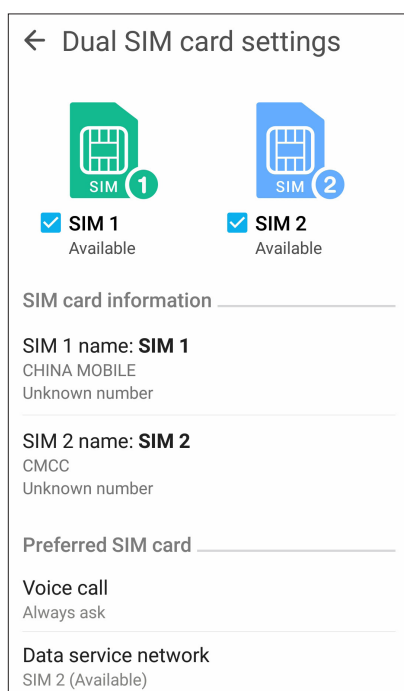 Dual SIM card settings
SIM 1 SIM 2
SIM 1 SIM 2
Available Available
SIM card information
SIM 1 name: SIM 1
CHINA MOBILE
Unknown number
SIM 2 name: SIM 2
CMCC
Unknown number
Preferred SIM card
Voice call
Always ask
Data service network
SIM 2 (Available)